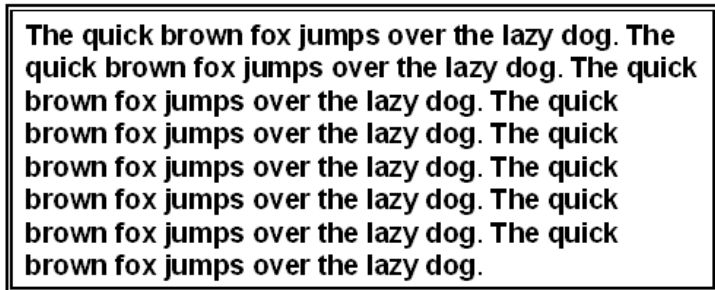 The quick brown fox jumps over the lazy dog. The
quick brown fox jumps over the lazy dog. The quick
brown fox jumps over the lazy dog. The quick
brown fox jumps over the lazy dog. The quick
brown fox jumps over the lazy dog. The quick
brown fox jumps over the lazy dog. The quick
brown fox jumps over the lazy dog. The quick
brown fox jumps over the lazy dog.